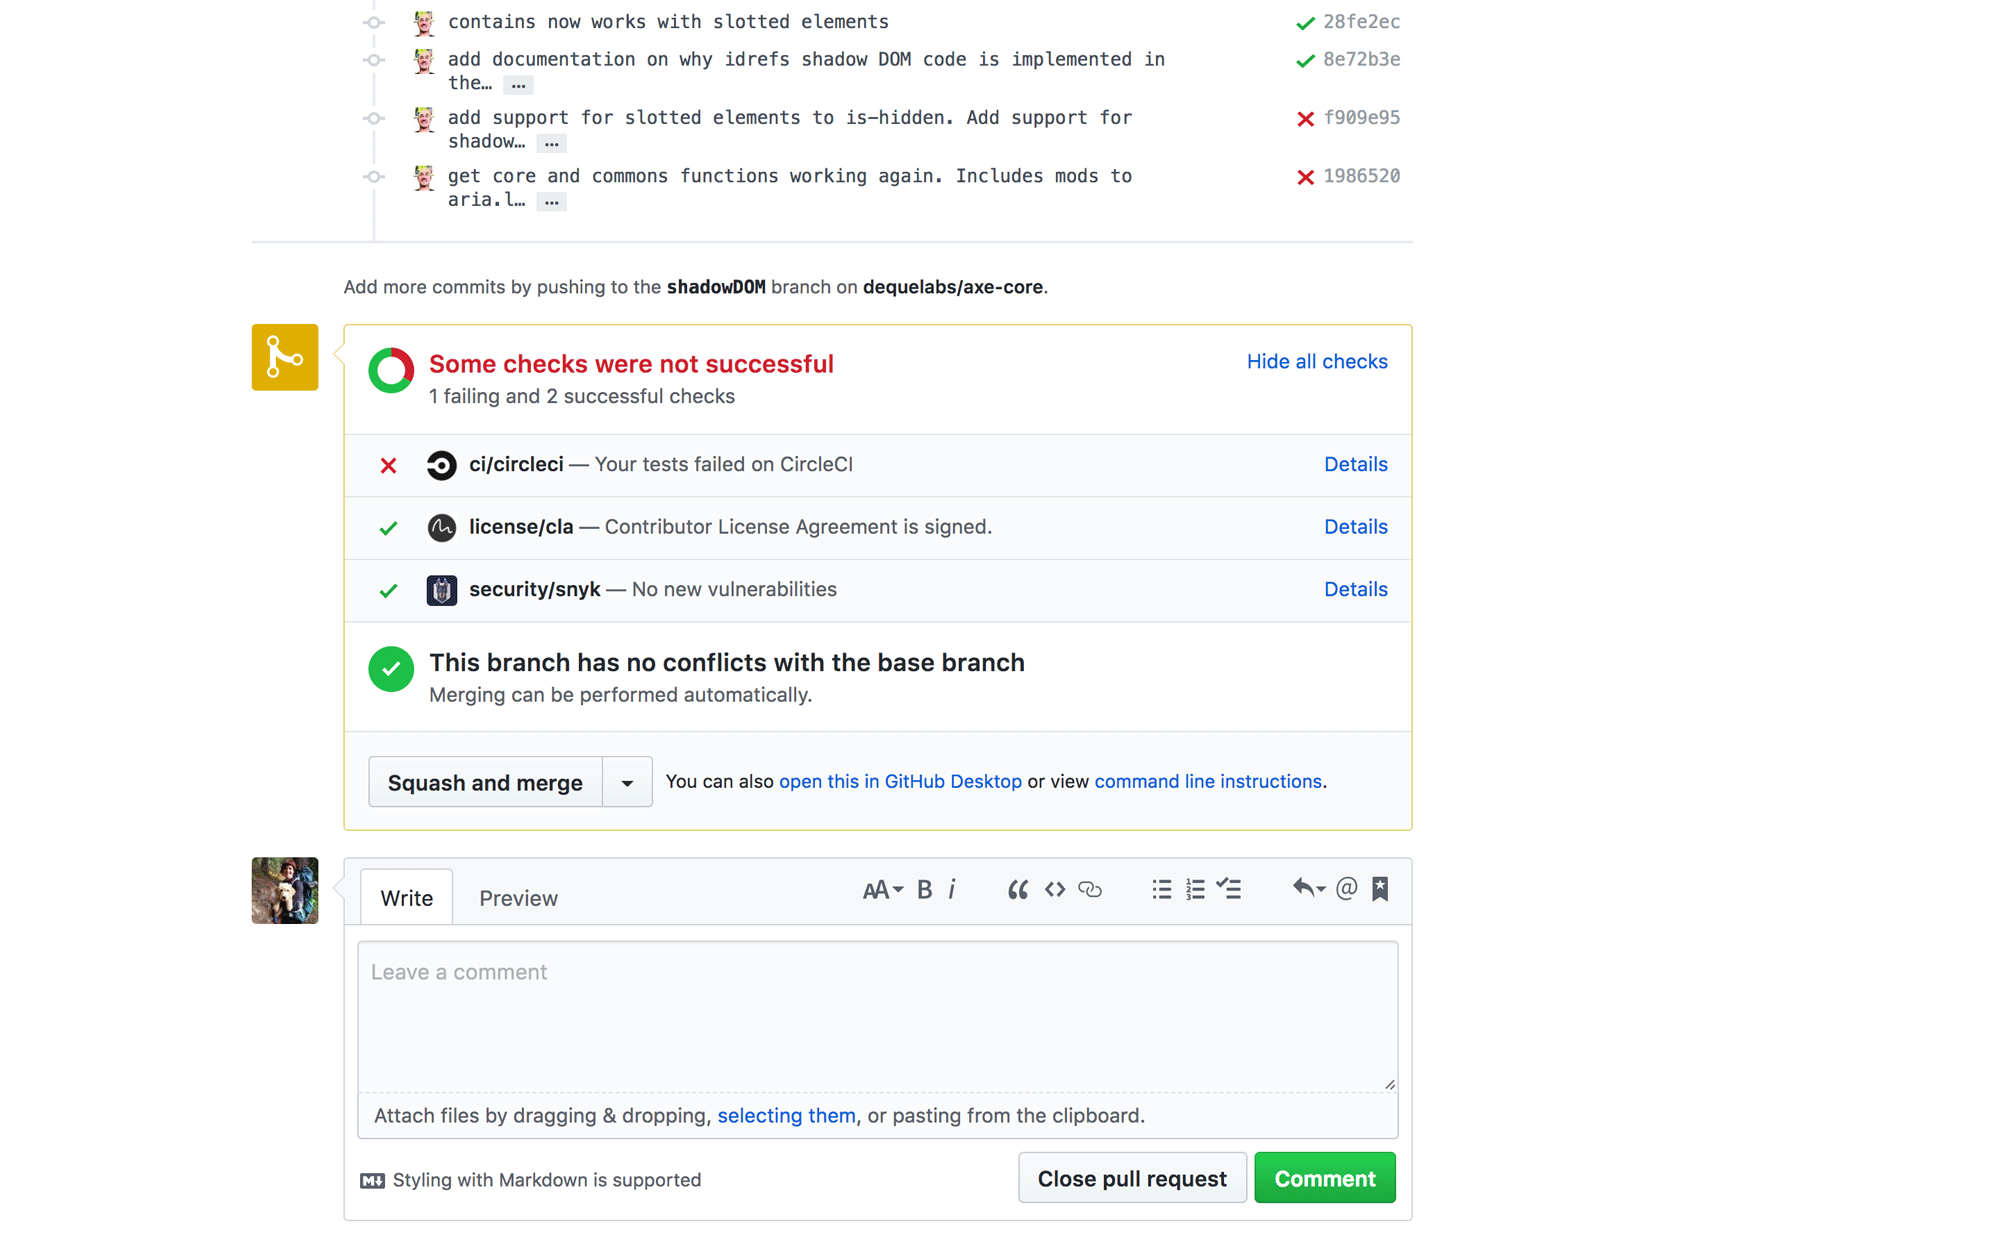 contains now works with slotted elements 28fe2ec
add documentation on why idrefs shadow DOM code is implemented in 8e72b3e
the… …
add support for slotted elements to is-hidden. Add support for f909e95
shadow… …
get core and commons functions working again. Includes mods to 1986520
aria.l… …
Add more commits by pushing to the shadowDOM branch on dequelabs/axe-core.
Some checks were not successful Hide all checks
1 failing and 2 successful checks
ci/circleci — Your tests failed on CircleCI Details
license/cla — Contributor License Agreement is signed. Details
security/snyk — No new vulnerabilities Details
This branch has no conflicts with the base branch
Merging can be performed automatically.
Squash and merge You can also open this in GitHub Desktop or view command line instructions.
Write Preview AA B i
Leave a comment
Attach files by dragging & dropping, selecting them, or pasting from the clipboard.
Styling with Markdown is supported Close pull request Comment